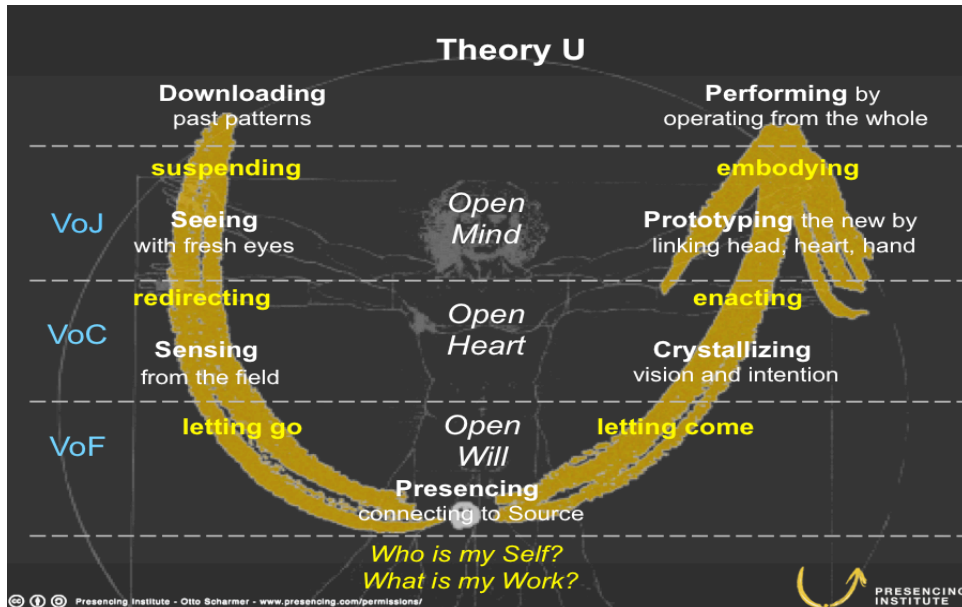 Theory U
Downloading
past patterns
Performing by
operating from the whole
suspending
embodying
VoJ
Seeing
with fresh eyes
Open
Mind
Prototyping the new by
linking head, heart, hand
redirecting
enacting
VoC
Open
Heart
Sensing
from the field
Crystallizing
vision and intention
letting go
letting come
VoF
Open
Will
Presencing
connecting to Source
Who is my Self?
What is my Work?
Presencing Institute - Otto Scharmer - www.presencing.com/permissions/
PRESENCING
INSTITUTE